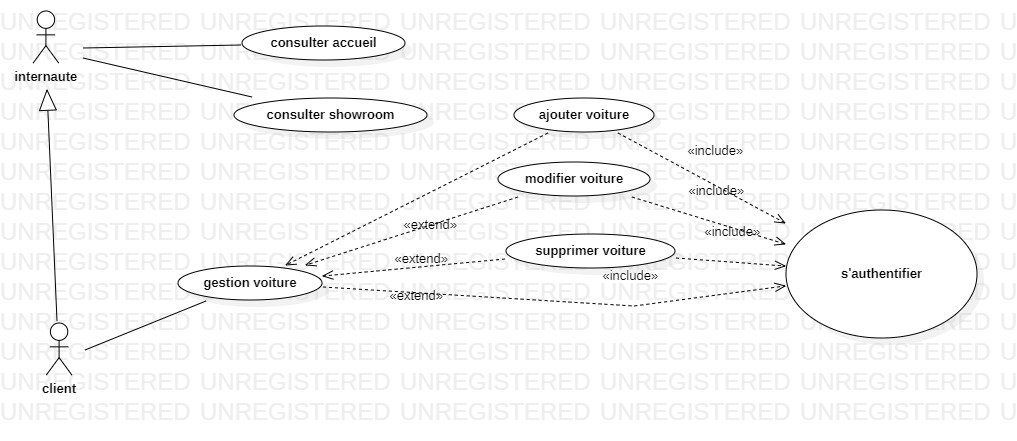 UNREGISTERED UNREGISTERED UNREGISTERED UNREGISTERED UNREGISTERED
internaute
consulter accueil
consulter showroom
ajouter voiture
«include»
modifier voiture
«include»
«extend»
«include»
supprimer voiture
«extend»
s'authentifier
«include»
gestion voiture
«extend»
client